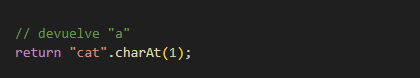 // devuelve "a"
return "cat".charAt(1);